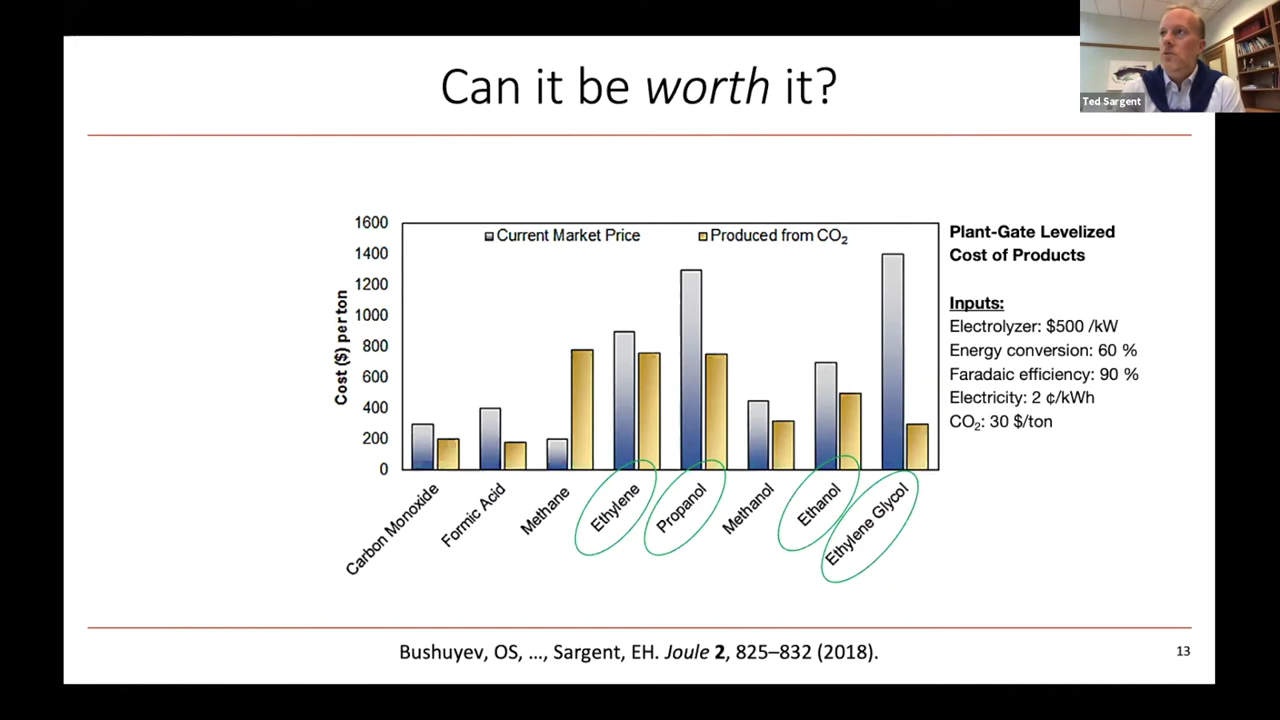 Can it be worth it?
Ted Sargent
1600
1400
1200
1000
800
600
400
200
0
Cost ($) per ton
Current Market Price
Produced from CO₂
Carbon Monoxide
Formic Acid
Methane
Ethylene
Propanol
Methanol
Ethanol
Ethylene Glycol
Plant-Gate Levelized
Cost of Products
Inputs:
Electrolyzer: $500 /kW
Energy conversion: 60 %
Faradaic efficiency: 90 %
Electricity: 2 ¢/kWh
CO₂: 30 $/ton
Bushuyev, OS, ..., Sargent, EH. Joule 2, 825–832 (2018).
13